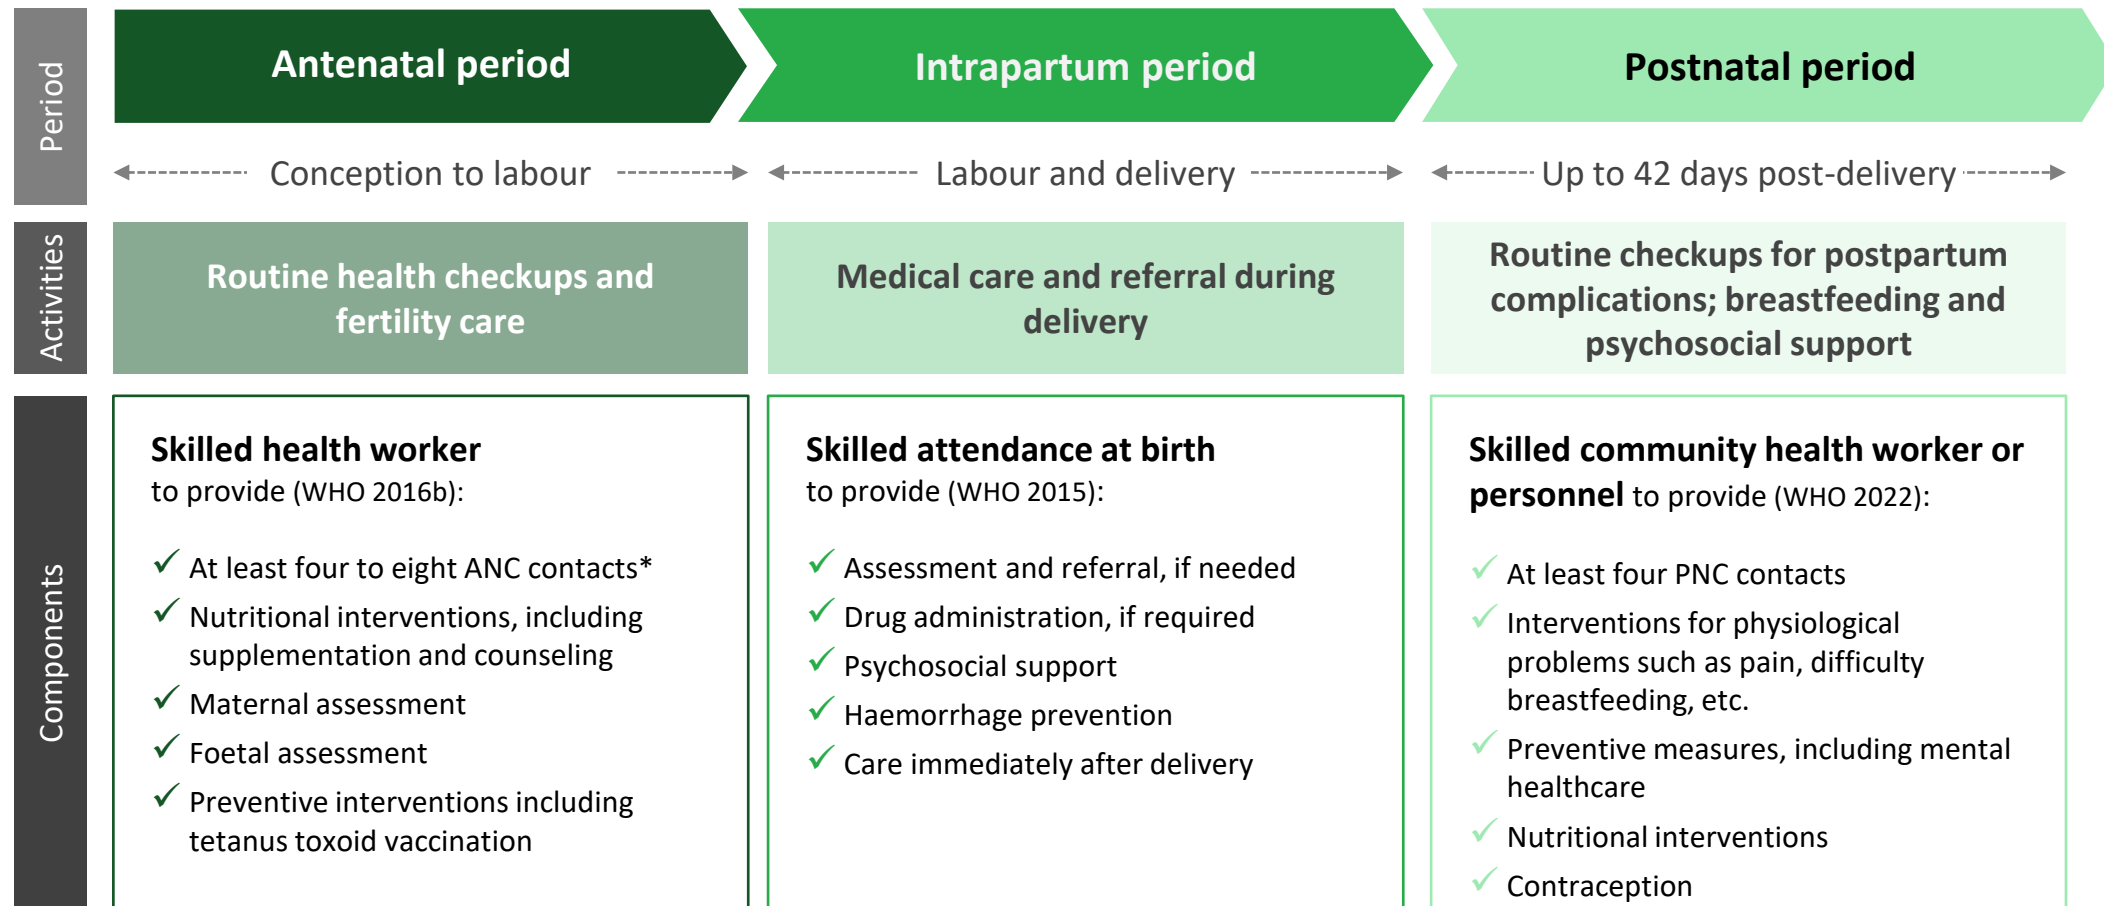 Period
Antenatal period
Intrapartum period
Postnatal period
Conception to labour
Labour and delivery
Up to 42 days post-delivery
Activities
Routine health checkups and
fertility care
Medical care and referral during
delivery
Routine checkups for postpartum
complications; breastfeeding and
psychosocial support
Components
Skilled health worker
to provide (WHO 2016b):
✓ At least four to eight ANC contacts*
✓ Nutritional interventions, including
supplementation and counseling
✓ Maternal assessment
✓ Foetal assessment
✓ Preventive interventions including
tetanus toxoid vaccination
Skilled attendance at birth
to provide (WHO 2015):
✓ Assessment and referral, if needed
✓ Drug administration, if required
✓ Psychosocial support
✓ Haemorrhage prevention
✓ Care immediately after delivery
Skilled community health worker or
personnel to provide (WHO 2022):
✓ At least four PNC contacts
✓ Interventions for physiological
problems such as pain, difficulty
breastfeeding, etc.
✓ Preventive measures, including mental
healthcare
✓ Nutritional interventions
✓ Contraception